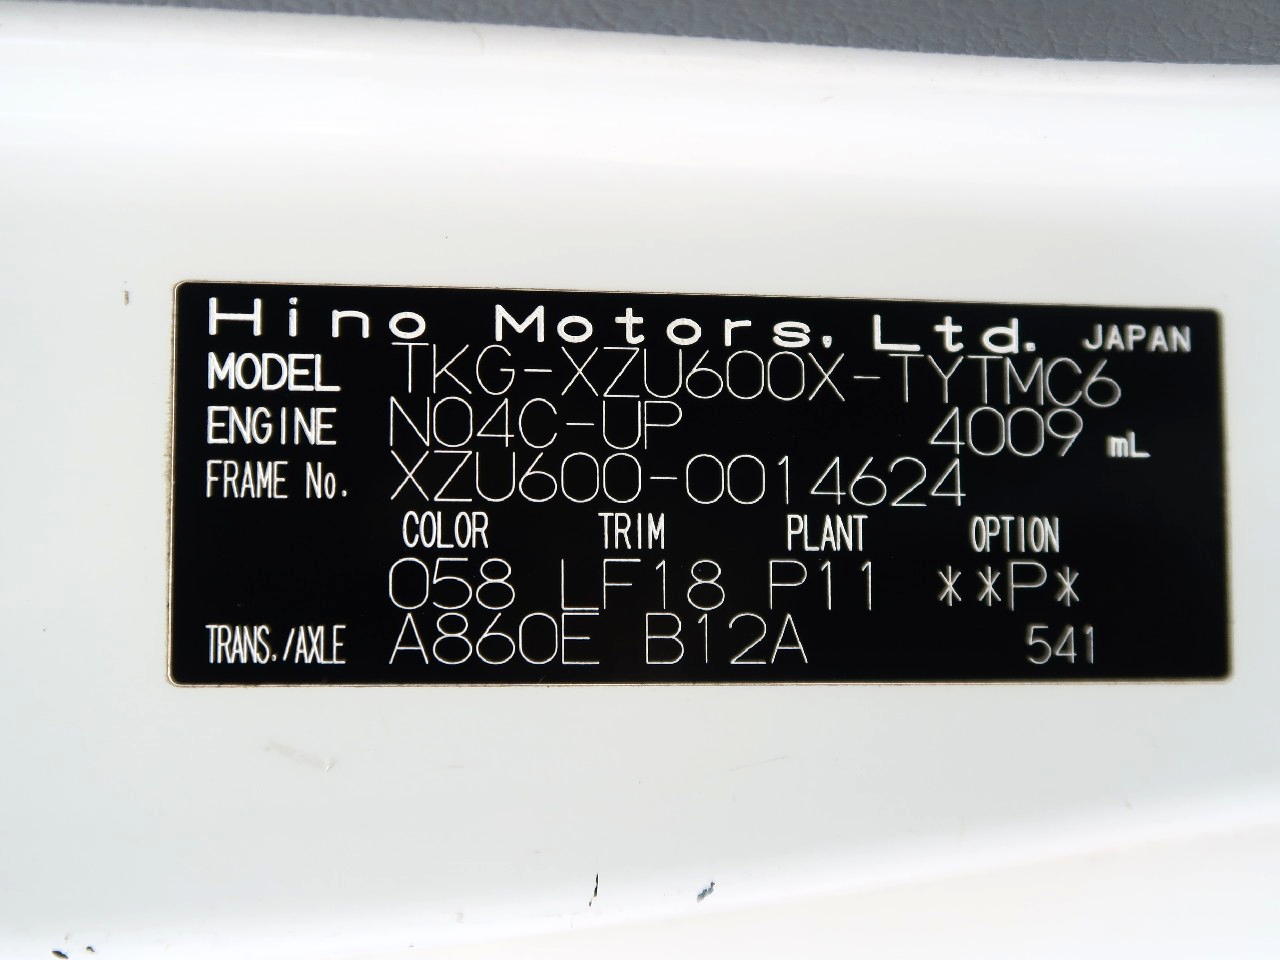 Hino Motors, Ltd. JAPAN
MODEL TKG-XZU600X-TYTMC6
ENGINE N04C-UP 4009 mL
FRAME No. XZU600-0014624
COLOR TRIM PLANT OPTION
058 LF18 P11 **P*
TRANS./AXLE A860E B12A 541